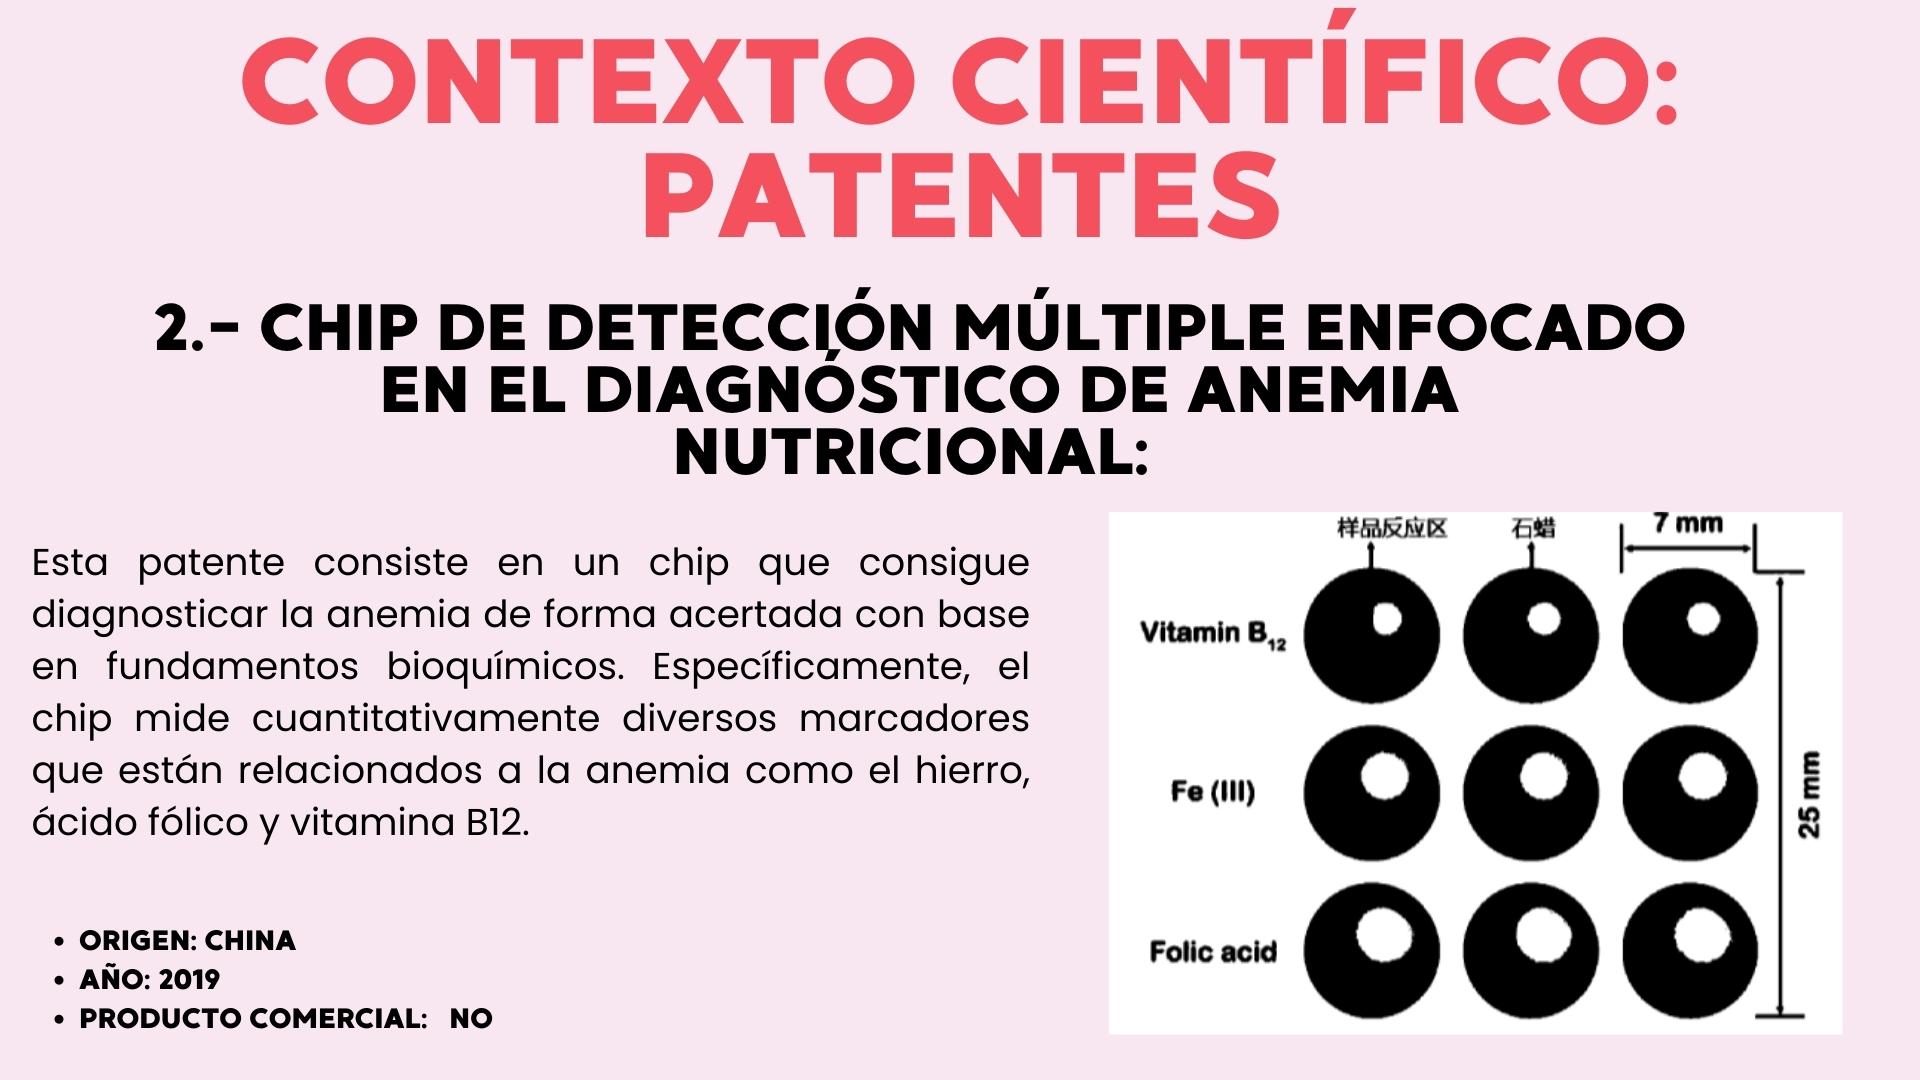 CONTEXTO CIENTÍFICO:
PATENTES
2.- CHIP DE DETECCIÓN MÚLTIPLE ENFOCADO
EN EL DIAGNÓSTICO DE ANEMIA
NUTRICIONAL:
Esta patente consiste en un chip que consigue
diagnosticar la anemia de forma acertada con base
en fundamentos bioquímicos. Específicamente, el
chip mide cuantitativamente diversos marcadores
que están relacionados a la anemia como el hierro,
ácido fólico y vitamina B12.
• ORIGEN: CHINA
• AÑO: 2019
• PRODUCTO COMERCIAL: NO
样品反应区 石蜡 7 mm
Vitamin B₁₂
Fe (III)
25 mm
Folic acid